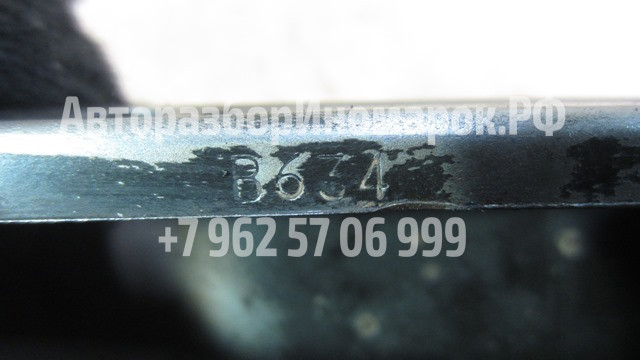 АвторазборИномарок.РФ
B634
+7 962 57 06 999